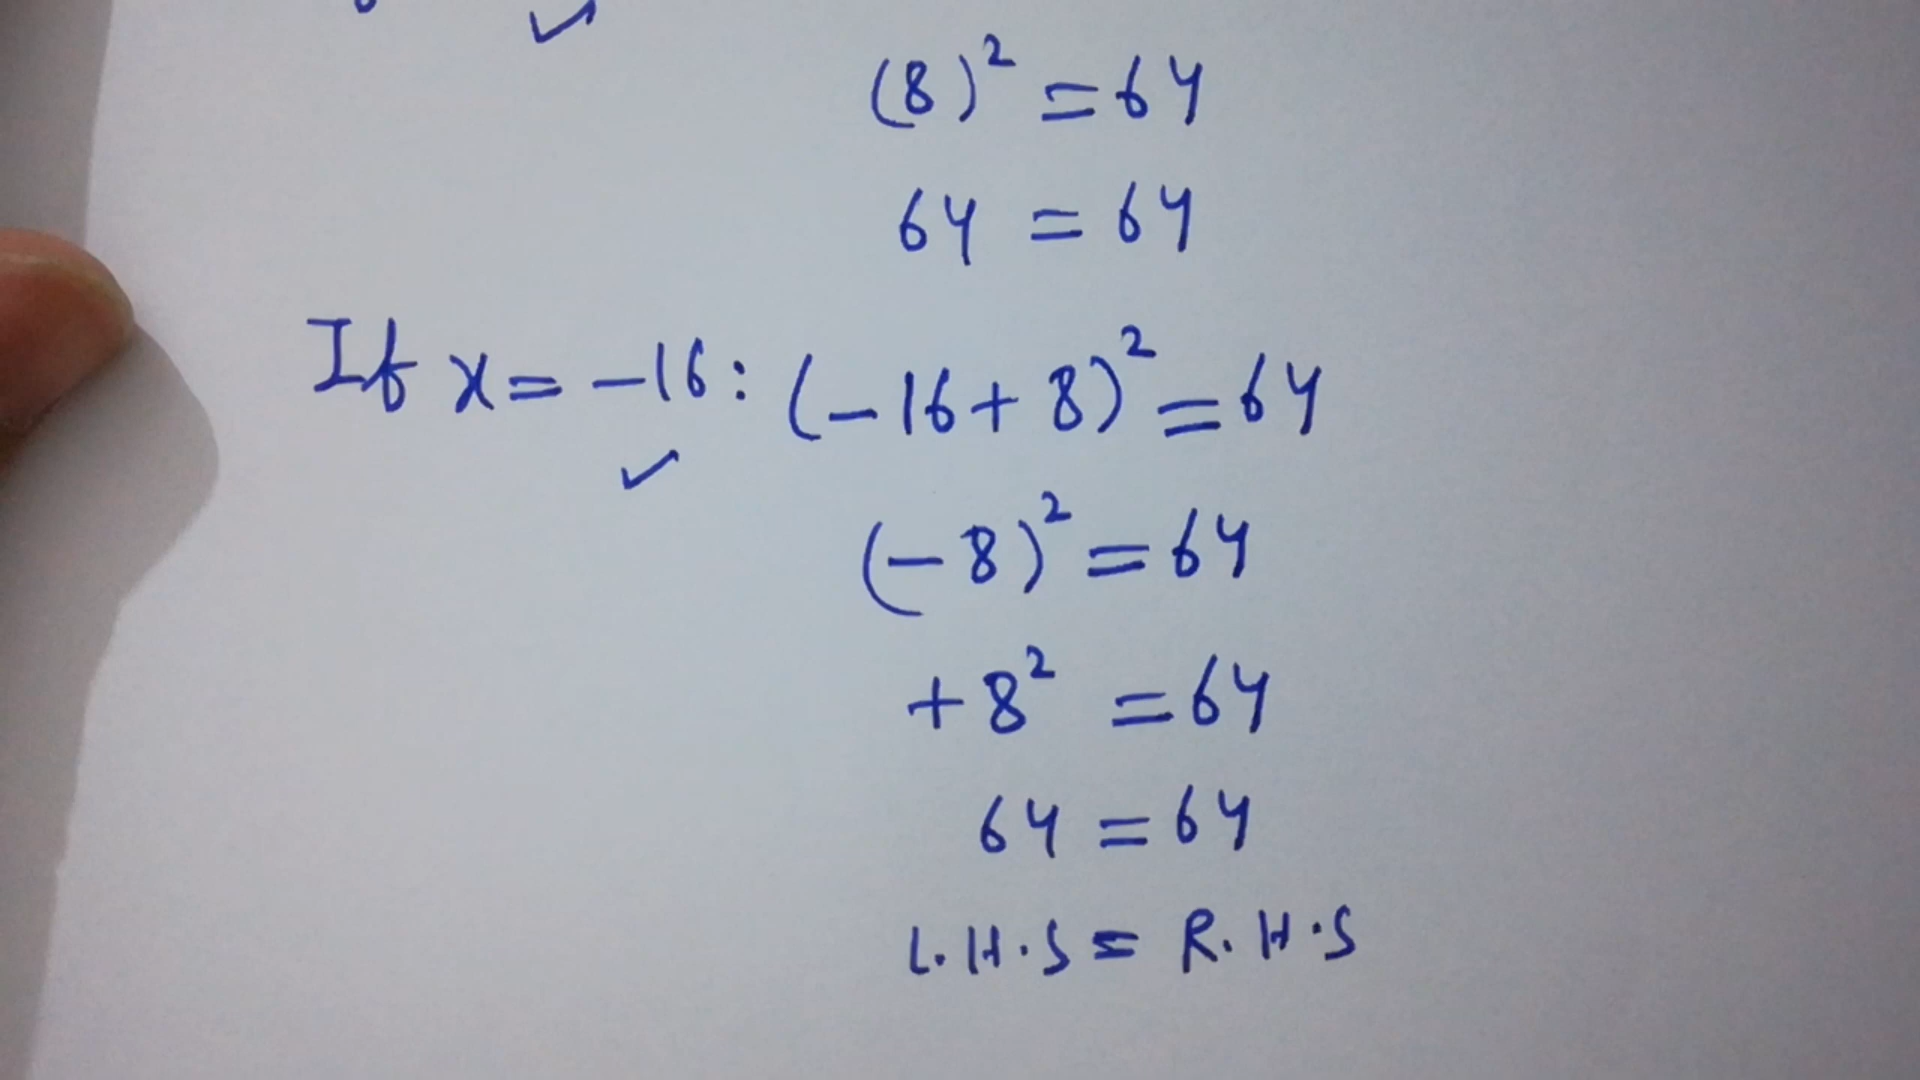 (8)² = 64
64 = 64
If x = -16: (-16+8)² = 64
(-8)² = 64
+8² = 64
64 = 64
L.H.S = R.H.S